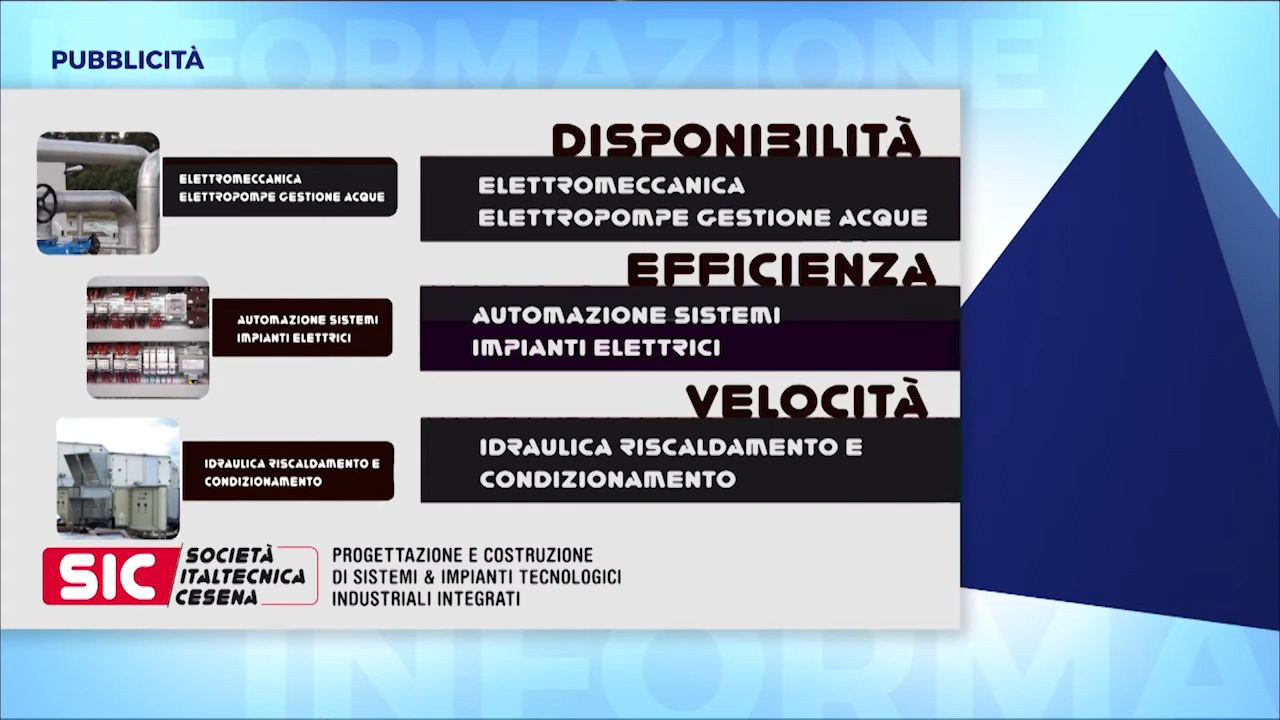 INFORMAZIONE
PUBBLICITÀ
DISPONIBILITÀ
ELETTROMECCANICA
ELETTROPOMPE GESTIONE ACQUE
ELETTROMECCANICA
ELETTROPOMPE GESTIONE ACQUE
EFFICIENZA
AUTOMAZIONE SISTEMI
IMPIANTI ELETTRICI
AUTOMAZIONE SISTEMI
IMPIANTI ELETTRICI
VELOCITÀ
IDRAULICA RISCALDAMENTO E
CONDIZIONAMENTO
IDRAULICA RISCALDAMENTO E
CONDIZIONAMENTO
SIC
SOCIETÀ
ITALTECNICA
CESENA
PROGETTAZIONE E COSTRUZIONE
DI SISTEMI & IMPIANTI TECNOLOGICI
INDUSTRIALI INTEGRATI
INFORMA